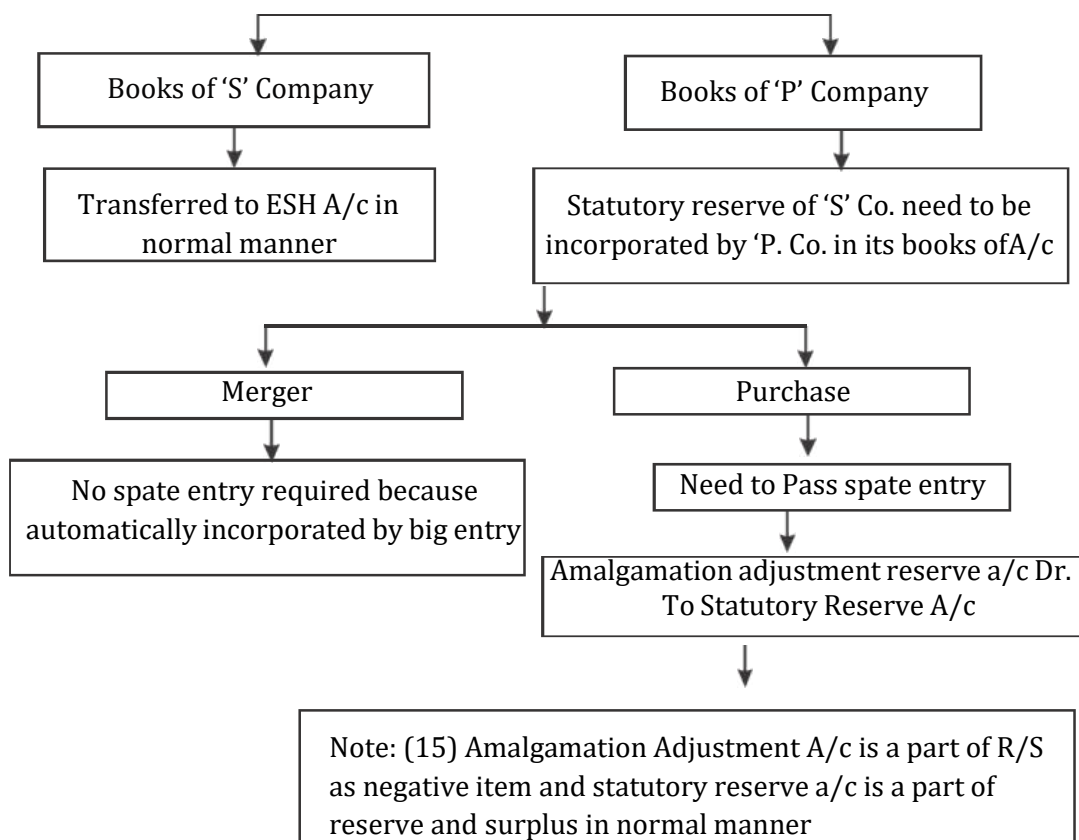 Books of ‘S’ Company
Books of ‘P’ Company
Transferred to ESH A/c in
normal manner
Statutory reserve of ‘S’ Co. need to be
incorporated by ‘P. Co. in its books ofA/c
Merger
Purchase
No spate entry required because
automatically incorporated by big entry
Need to Pass spate entry
Amalgamation adjustment reserve a/c Dr.
To Statutory Reserve A/c
Note: (15) Amalgamation Adjustment A/c is a part of R/S
as negative item and statutory reserve a/c is a part of
reserve and surplus in normal manner